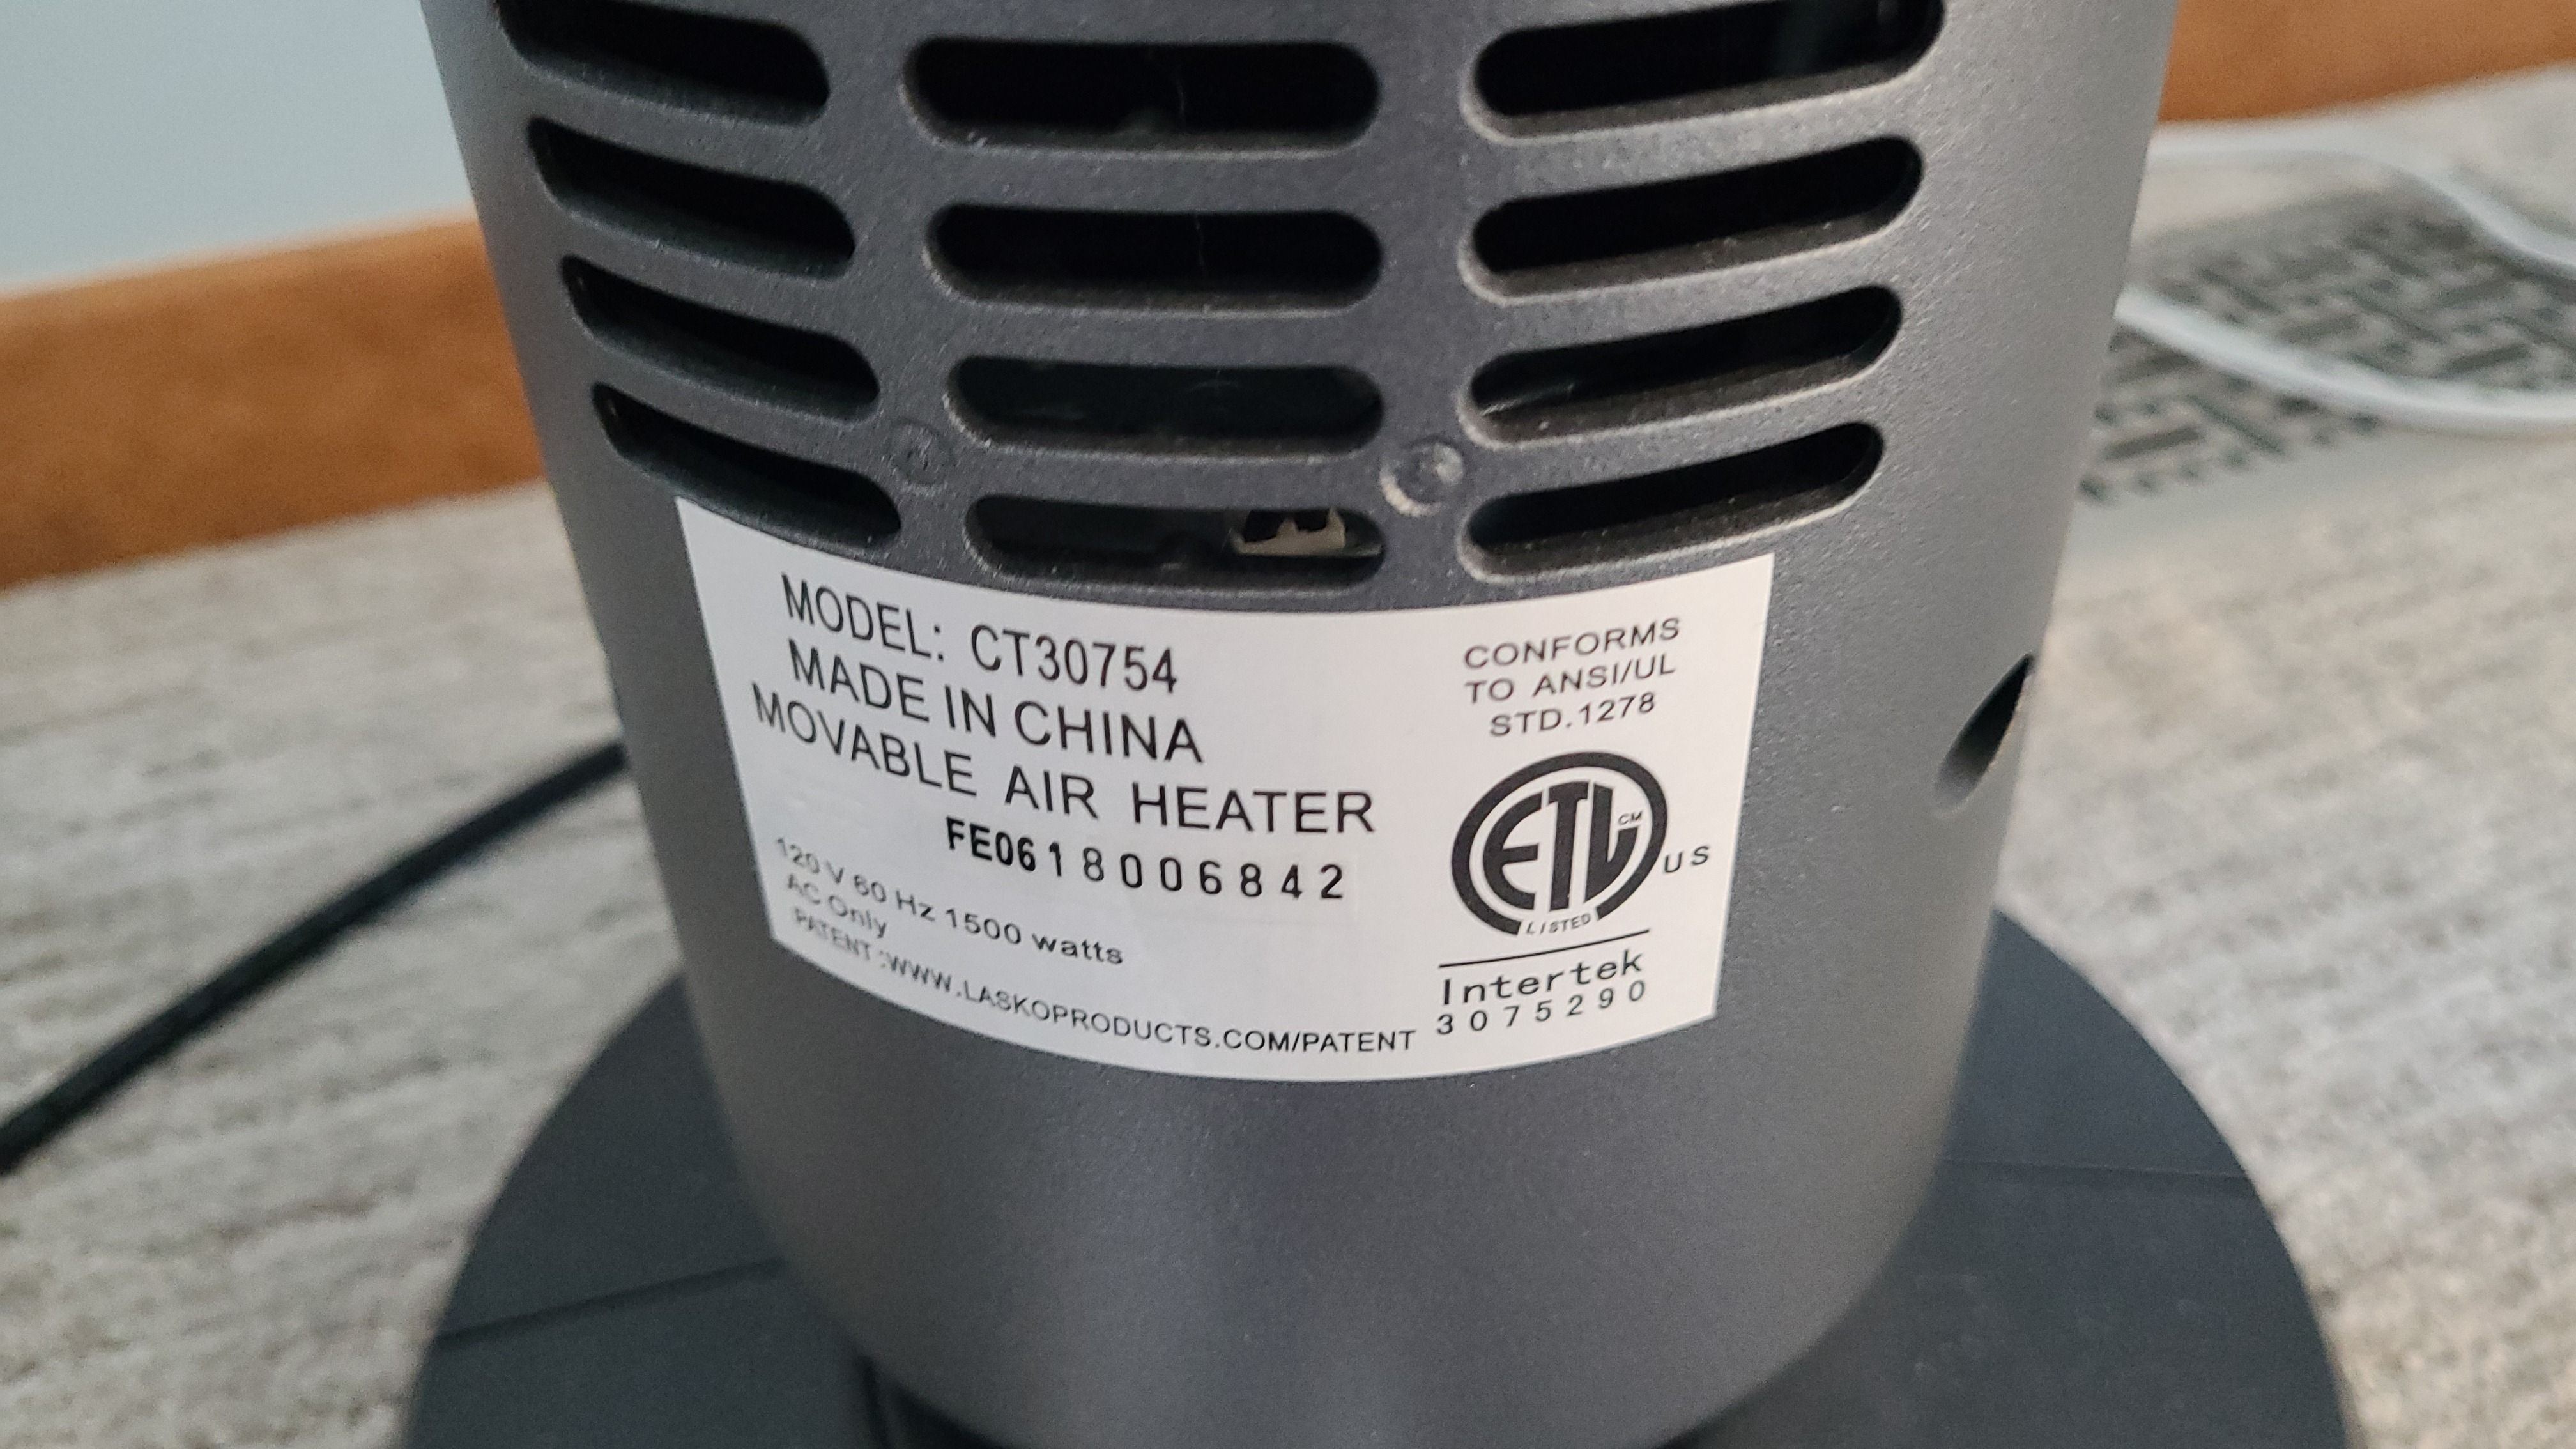 MODEL: CT30754
MADE IN CHINA
MOVABLE AIR HEATER
FE0618006842
120 V 60 Hz 1500 watts
AC Only
PATENT:WWW.LASKOPRODUCTS.COM/PATENT
CONFORMS
TO ANSI/UL
STD.1278
ETL CM
US
LISTED
Intertek
3075290